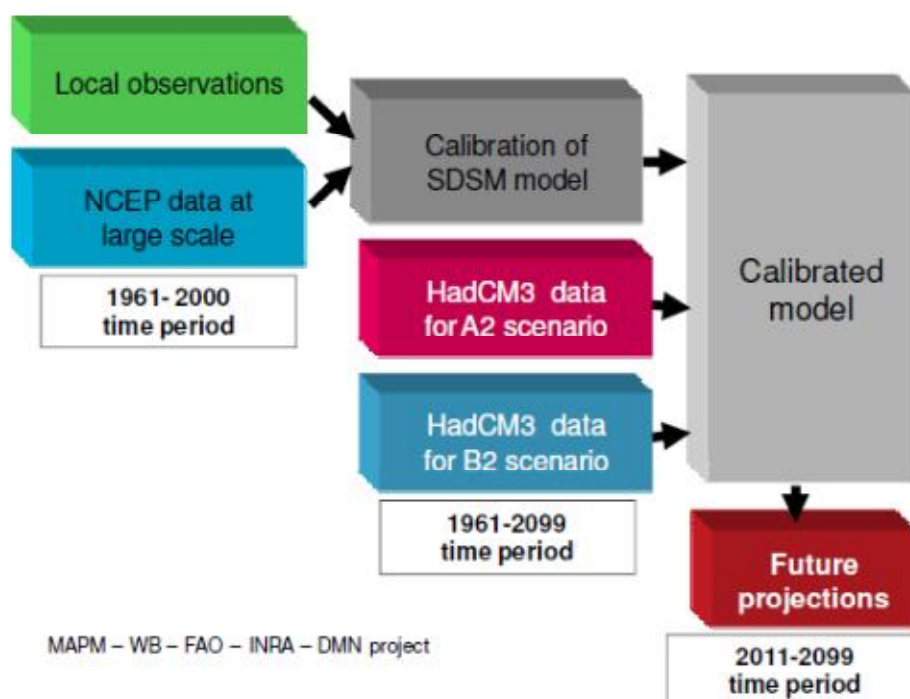 Local observations
NCEP data at
large scale
1961- 2000
time period
Calibration of
SDSM model
HadCM3 data
for A2 scenario
HadCM3 data
for B2 scenario
1961-2099
time period
Calibrated
model
Future
projections
2011-2099
time period
MAPM – WB – FAO – INRA – DMN project